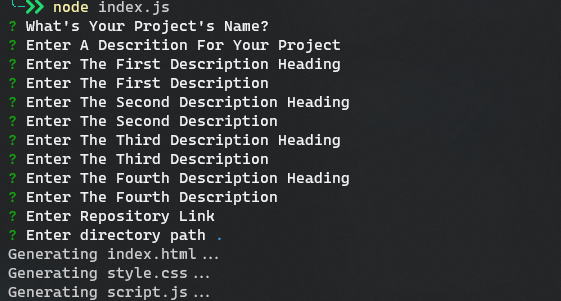 ╰─❯❯ node index.js
? What's Your Project's Name?
? Enter A Descrition For Your Project
? Enter The First Description Heading
? Enter The First Description
? Enter The Second Description Heading
? Enter The Second Description
? Enter The Third Description Heading
? Enter The Third Description
? Enter The Fourth Description Heading
? Enter The Fourth Description
? Enter Repository Link
? Enter directory path .
Generating index.html...
Generating style.css...
Generating script.js...